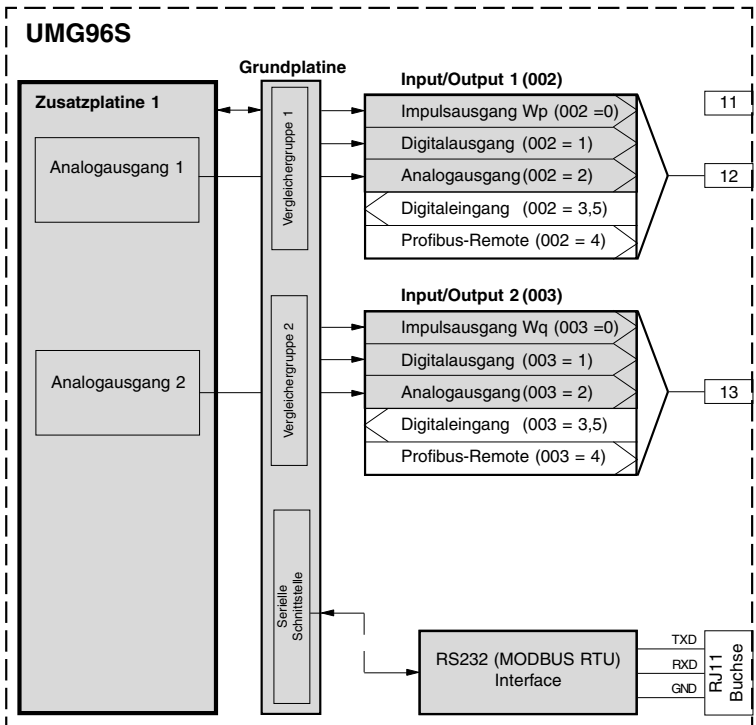 UMG96S
Grundplatine
Zusatzplatine 1
Analogausgang 1
Analogausgang 2
Vergleichergruppe 1
Vergleichergruppe 2
Serielle
Schnittstelle
Input/Output 1 (002)
Impulsausgang Wp (002 =0)
Digitalausgang (002 = 1)
Analogausgang (002 = 2)
Digitaleingang (002 = 3,5)
Profibus-Remote (002 = 4)
11
12
Input/Output 2 (003)
Impulsausgang Wq (003 =0)
Digitalausgang (003 = 1)
Analogausgang (003 = 2)
Digitaleingang (003 = 3,5)
Profibus-Remote (003 = 4)
13
RS232 (MODBUS RTU)
Interface
TXD
RXD
GND
RJ11
Buchse